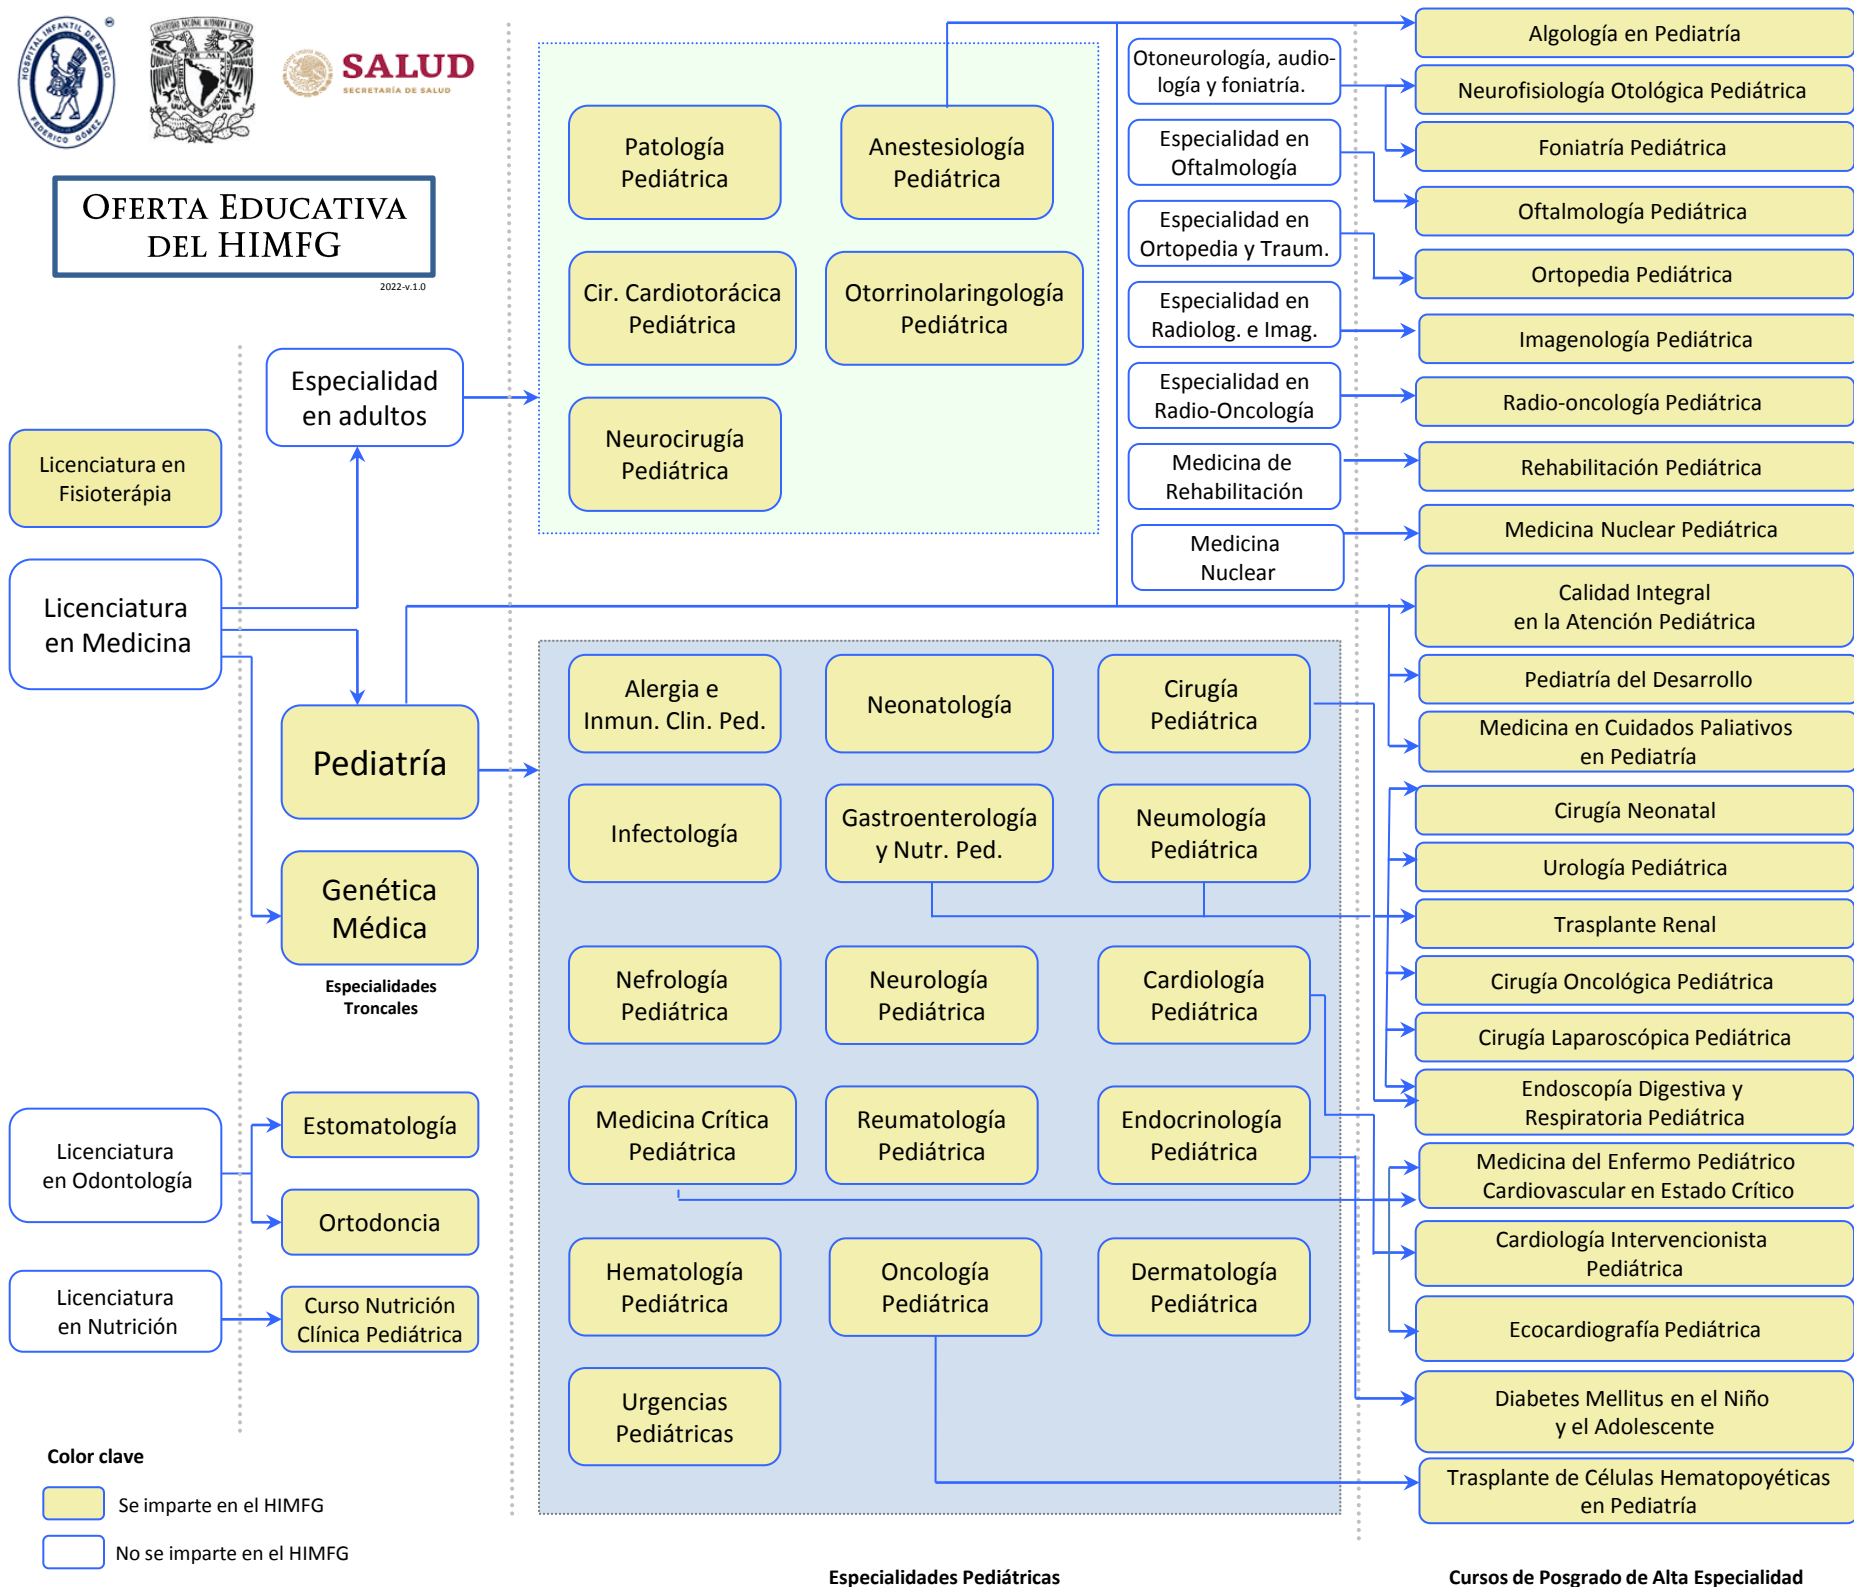 HOSPITAL INFANTIL DE MÉXICO
FEDERICO GÓMEZ
SALUD
SECRETARÍA DE SALUD
OFERTA EDUCATIVA
DEL HIMFG
2022-v.1.0
Licenciatura en
Fisioterápia
Licenciatura
en Medicina
Licenciatura
en Odontología
Licenciatura
en Nutrición
Especialidad
en adultos
Pediatría
Genética
Médica
Especialidades
Troncales
Estomatología
Ortodoncia
Curso Nutrición
Clínica Pediátrica
Patología
Pediátrica
Anestesiología
Pediátrica
Cir. Cardiotorácica
Pediátrica
Otorrinolaringología
Pediátrica
Neurocirugía
Pediátrica
Otoneurología, audio-
logía y foniatría.
Especialidad en
Oftalmología
Especialidad en
Ortopedia y Traum.
Especialidad en
Radiolog. e Imag.
Especialidad en
Radio-Oncología
Medicina de
Rehabilitación
Medicina
Nuclear
Alergia e
Inmun. Clin. Ped.
Neonatología
Cirugía
Pediátrica
Infectología
Gastroenterología
y Nutr. Ped.
Neumología
Pediátrica
Nefrología
Pediátrica
Neurología
Pediátrica
Cardiología
Pediátrica
Medicina Crítica
Pediátrica
Reumatología
Pediátrica
Endocrinología
Pediátrica
Hematología
Pediátrica
Oncología
Pediátrica
Dermatología
Pediátrica
Urgencias
Pediátricas
Algología en Pediatría
Neurofisiología Otológica Pediátrica
Foniatría Pediátrica
Oftalmología Pediátrica
Ortopedia Pediátrica
Imagenología Pediátrica
Radio-oncología Pediátrica
Rehabilitación Pediátrica
Medicina Nuclear Pediátrica
Calidad Integral
en la Atención Pediátrica
Pediatría del Desarrollo
Medicina en Cuidados Paliativos
en Pediatría
Cirugía Neonatal
Urología Pediátrica
Trasplante Renal
Cirugía Oncológica Pediátrica
Cirugía Laparoscópica Pediátrica
Endoscopía Digestiva y
Respiratoria Pediátrica
Medicina del Enfermo Pediátrico
Cardiovascular en Estado Crítico
Cardiología Intervencionista
Pediátrica
Ecocardiografía Pediátrica
Diabetes Mellitus en el Niño
y el Adolescente
Trasplante de Células Hematopoyéticas
en Pediatría
Color clave
Se imparte en el HIMFG
No se imparte en el HIMFG
Especialidades Pediátricas
Cursos de Posgrado de Alta Especialidad